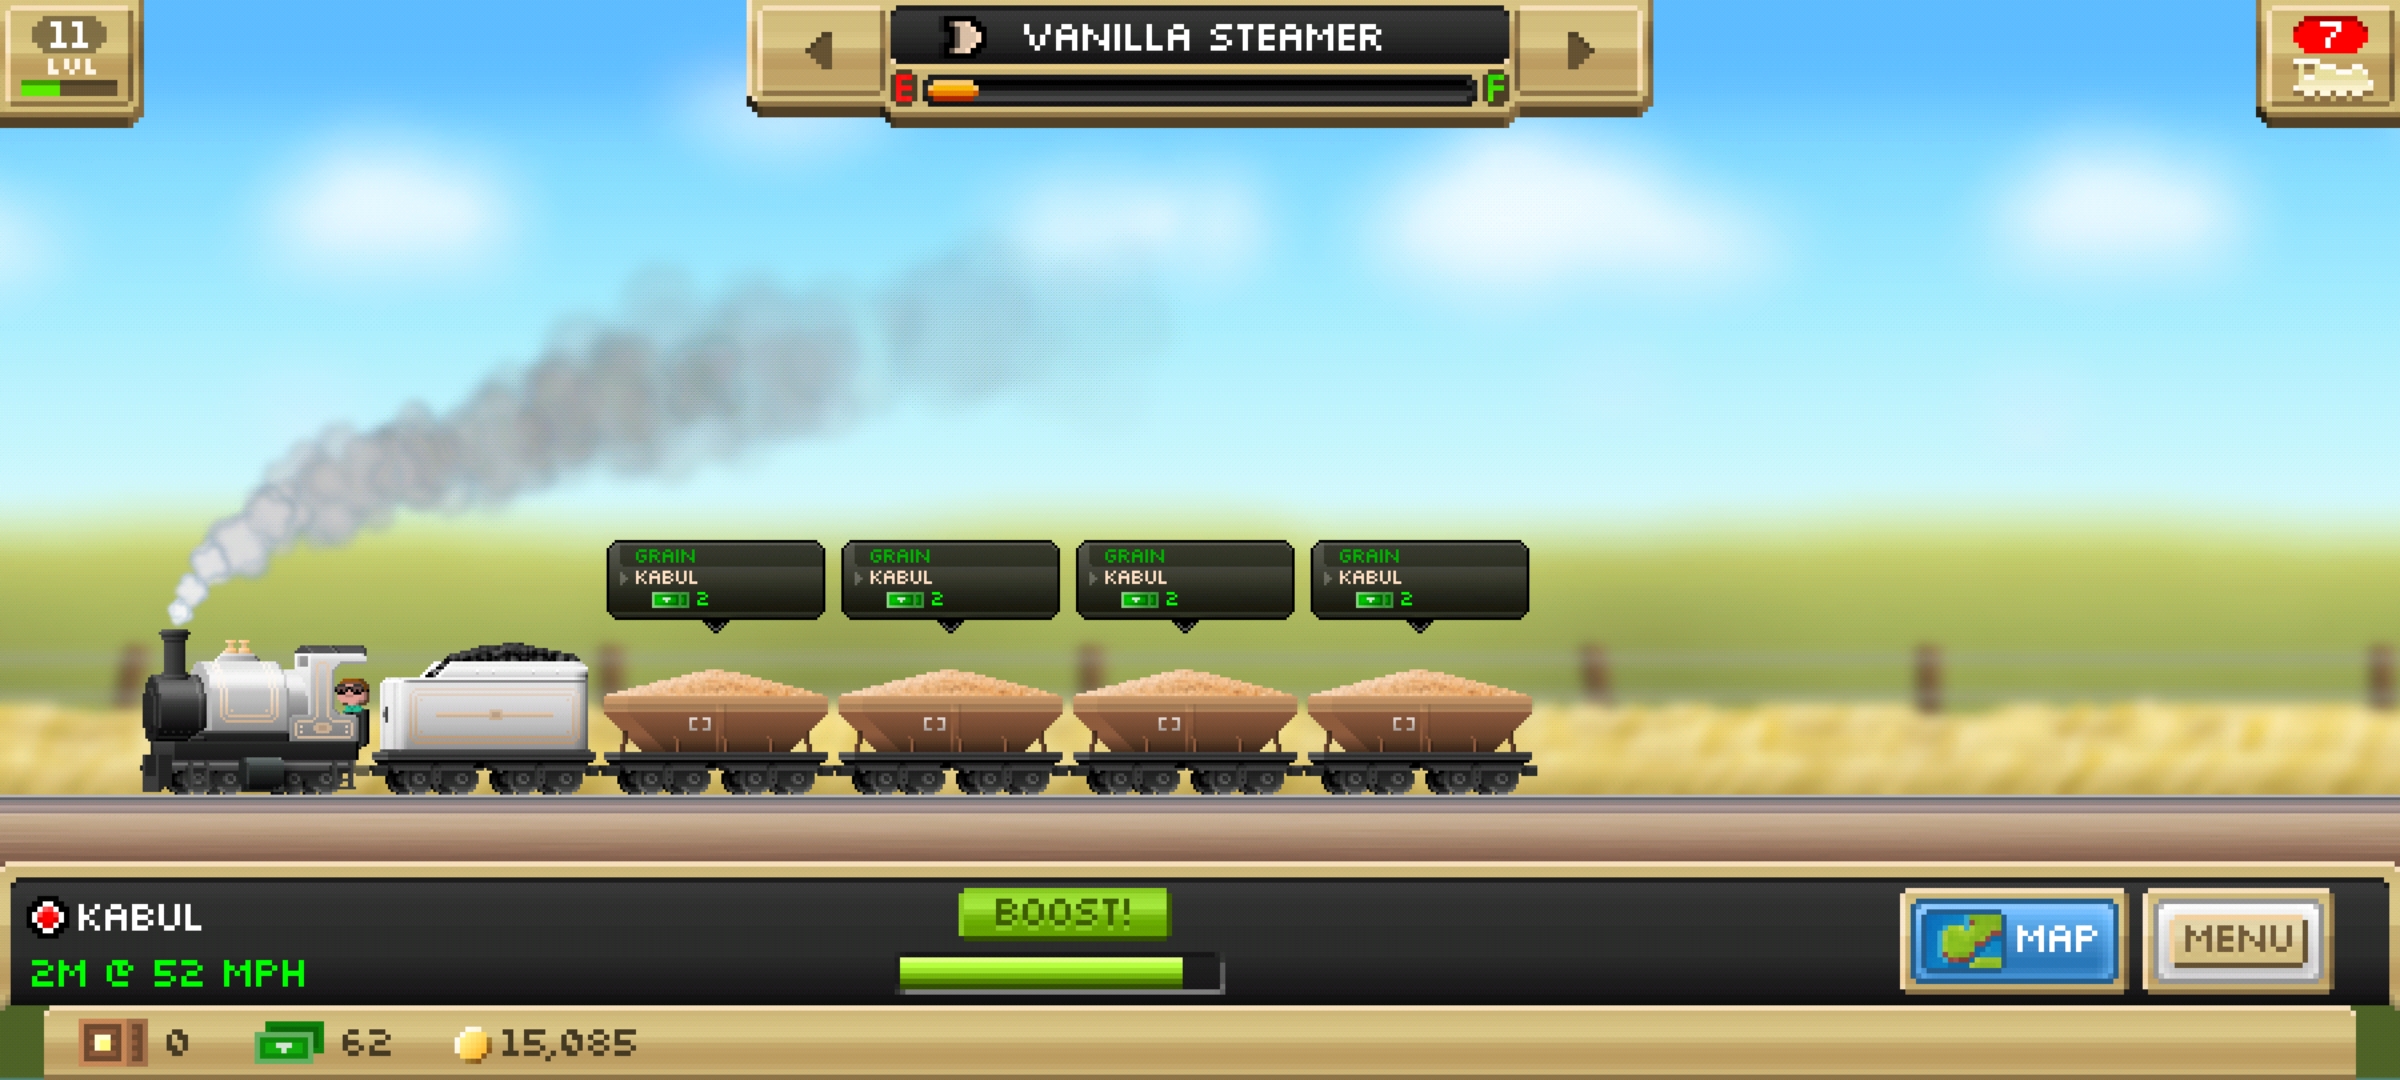 11
LVL
VANILLA STEAMER
E
F
7
GRAIN
KABUL
2
GRAIN
KABUL
2
GRAIN
KABUL
2
GRAIN
KABUL
2
KABUL
2M @ 52 MPH
BOOST!
MAP
MENU
0
62
15,085